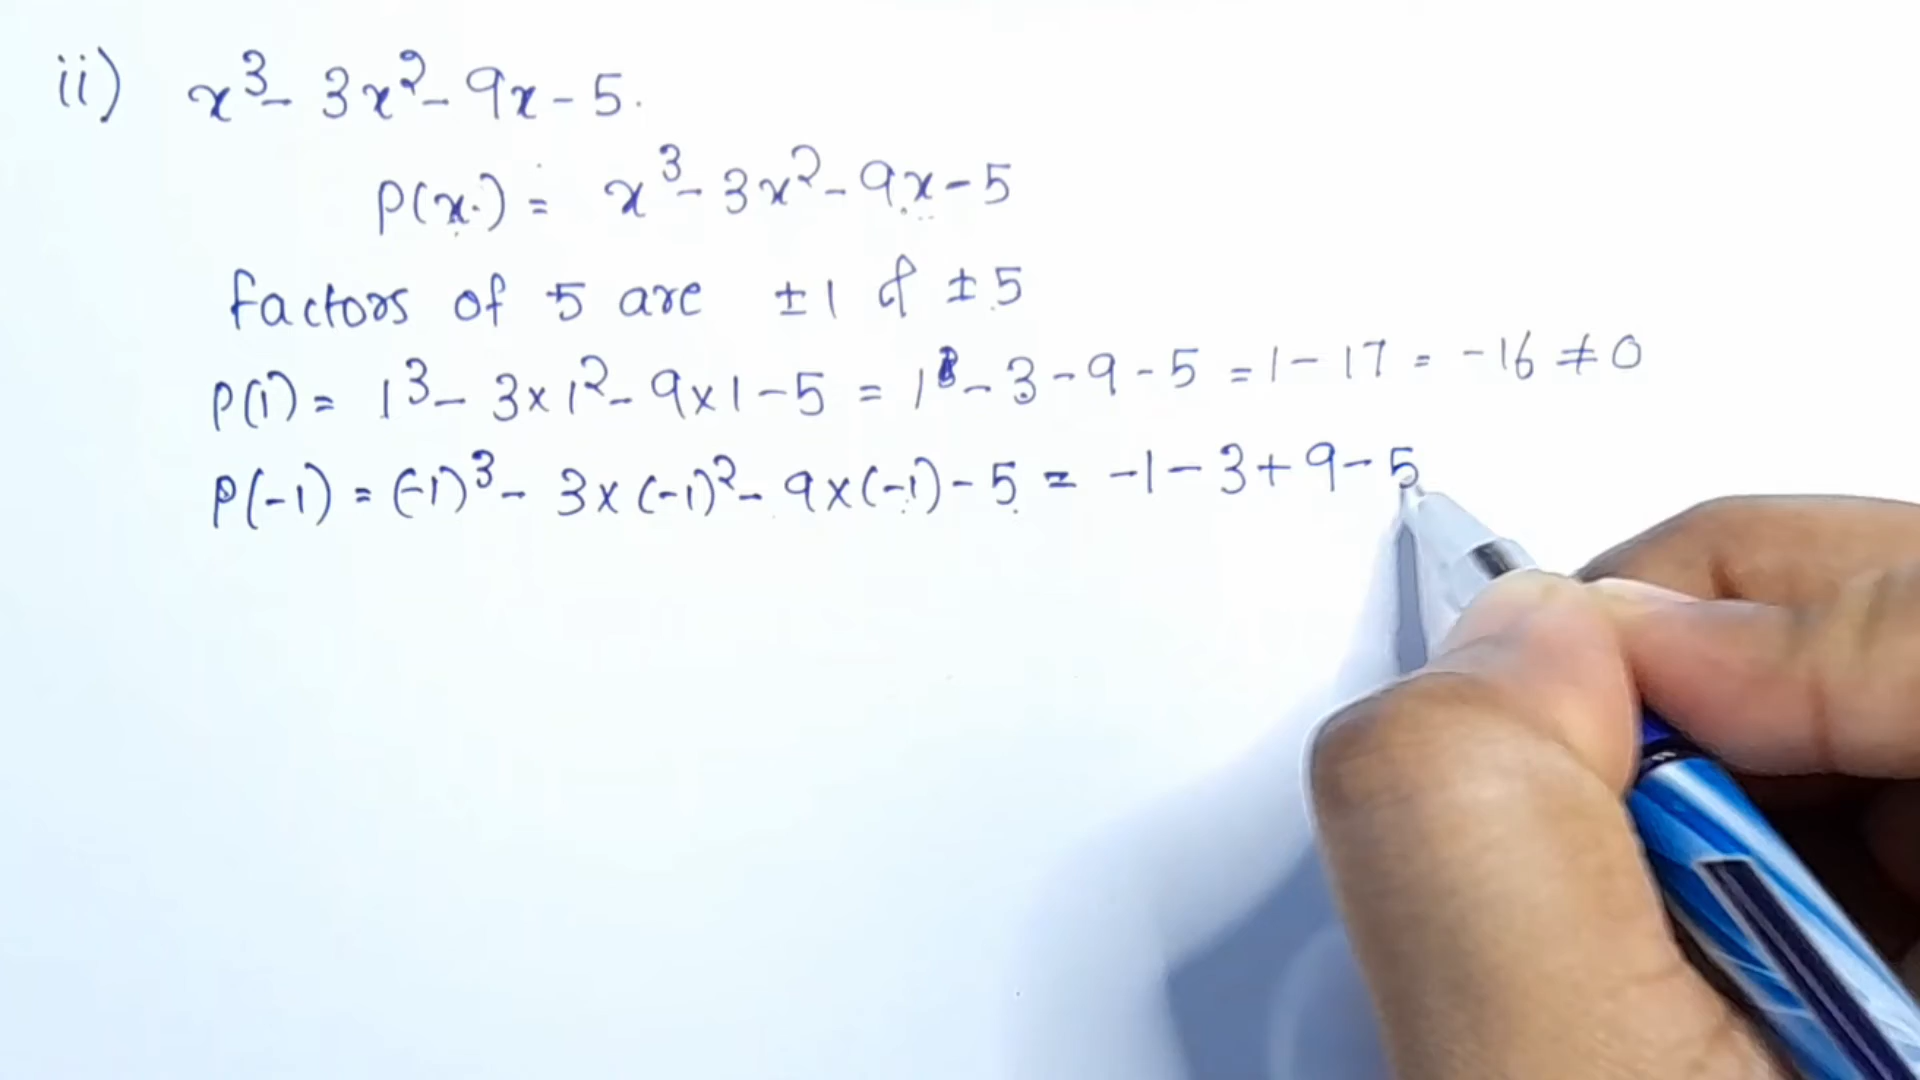 ii) x³ - 3x² - 9x - 5.
P(x) = x³ - 3x² - 9x - 5
factors of 5 are ±1 & ±5
P(1) = 1³ - 3×1² - 9×1 - 5 = 1 - 3 - 9 - 5 = 1 - 17 = -16 ≠ 0
P(-1) = (-1)³ - 3×(-1)² - 9×(-1) - 5 = -1 - 3 + 9 - 5